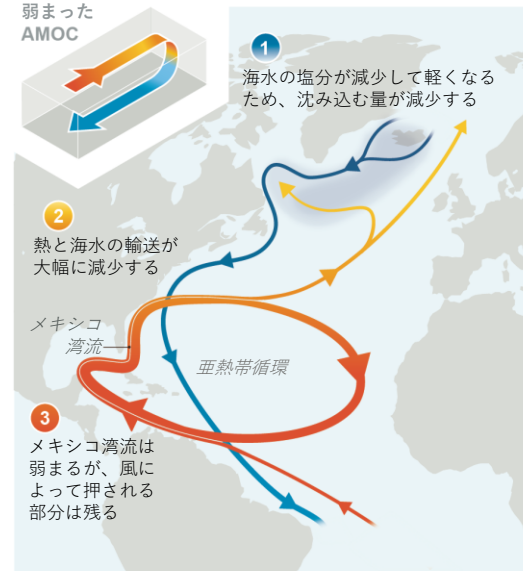 弱まった
AMOC
1
海水の塩分が減少して軽くなる
ため、沈み込む量が減少する
2
熱と海水の輸送が
大幅に減少する
メキシコ
湾流
亜熱帯循環
3
メキシコ湾流は
弱まるが、風に
よって押される
部分は残る